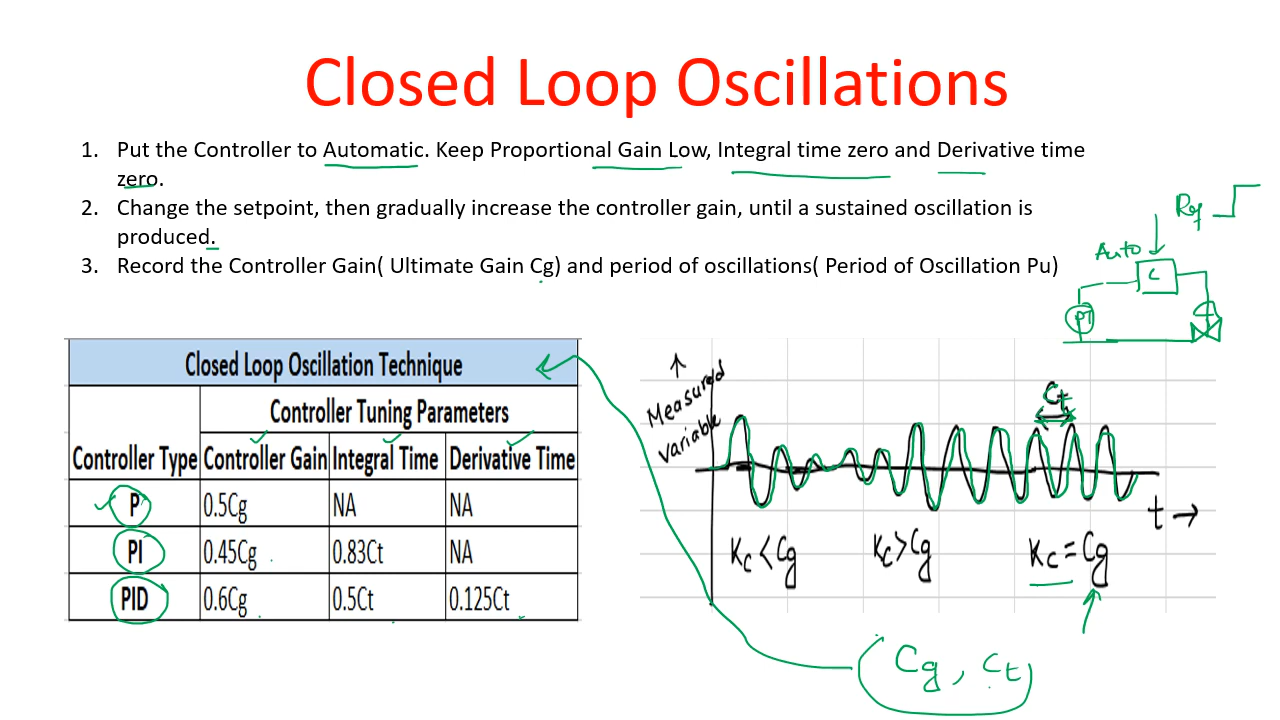 Closed Loop Oscillations
1. Put the Controller to Automatic. Keep Proportional Gain Low, Integral time zero and Derivative time
zero.
2. Change the setpoint, then gradually increase the controller gain, until a sustained oscillation is
produced.
3. Record the Controller Gain( Ultimate Gain Cg) and period of oscillations( Period of Oscillation Pu)
Ref
Auto
C
PT
Closed Loop Oscillation Technique
Controller Tuning Parameters
Controller Type Controller Gain Integral Time Derivative Time
P 0.5Cg NA NA
PI 0.45Cg 0.83Ct NA
PID 0.6Cg 0.5Ct 0.125Ct
Measured
variable
Ct
t
Kc < Cg
Kc > Cg
Kc = Cg
(Cg, Ct)